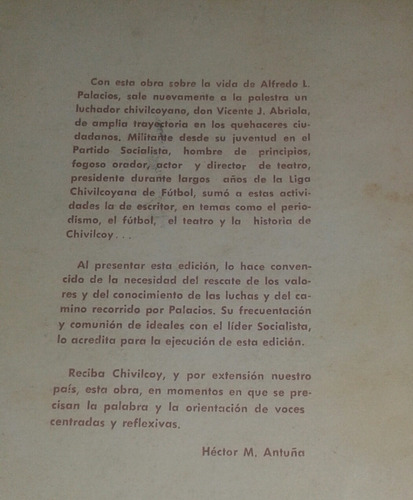 Con esta obra sobre la vida de Alfredo L.
Palacios, sale nuevamente a la palestra un
luchador chivilcoyano, don Vicente J. Abriola,
de amplia trayectoria en los quehaceres ciu-
dadanos. Militante desde su juventud en el
Partido Socialista, hombre de principios,
fogoso orador, actor y director de teatro,
presidente durante largos años de la Liga
Chivilcoyana de Fútbol, sumó a estas activi-
dades la de escritor, en temas como el perio-
dísmo, el fútbol, el teatro y la historia de
Chivilcoy...
Al presentar esta edición, lo hace conven-
cido de la necesidad del rescate de los valo-
res y del conocimiento de las luchas y del ca-
mino recorrido por Palacios. Su frecuentación
y comunión de ideales con el líder Socialista,
lo acredita para la ejecución de esta edición.
Reciba Chivilcoy, y por extensión nuestro
país, esta obra, en momentos en que se pre-
cisan la palabra y la orientación de voces
centradas y reflexivas.
Héctor M. Antuña